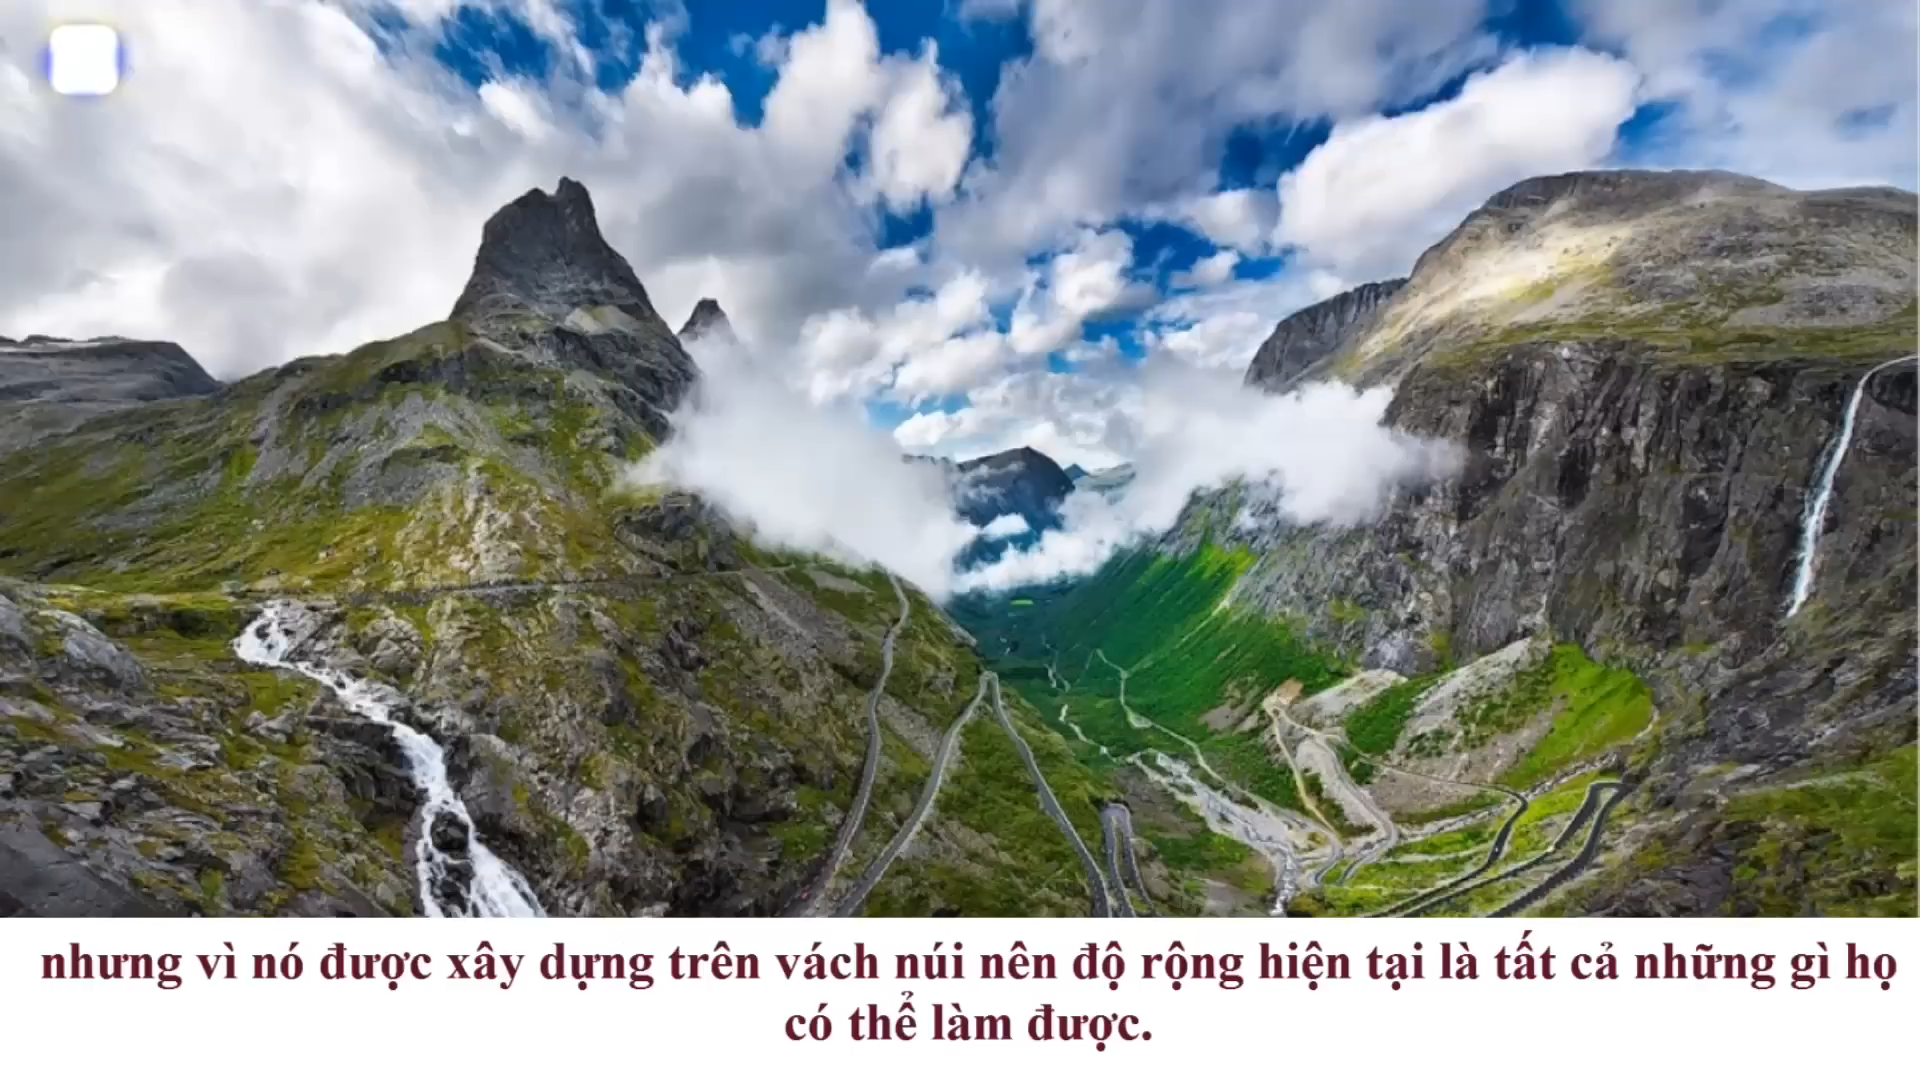 nhưng vì nó được xây dựng trên vách núi nên độ rộng hiện tại là tất cả những gì họ
có thể làm được.